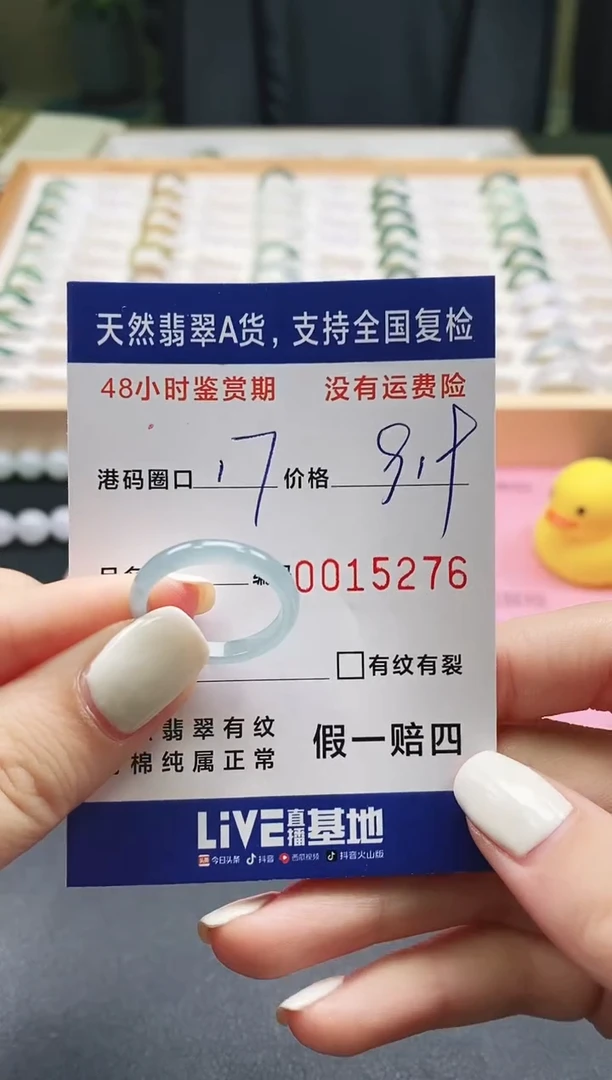 天然翡翠A货，支持全国复检
48小时鉴赏期 没有运费险
港码圈口 17 价格
0015276
有纹有裂
翡翠有纹
棉纯属正常
假一赔四
LiVE直播基地
头条 今日头条 抖音 西瓜视频 抖音火山版